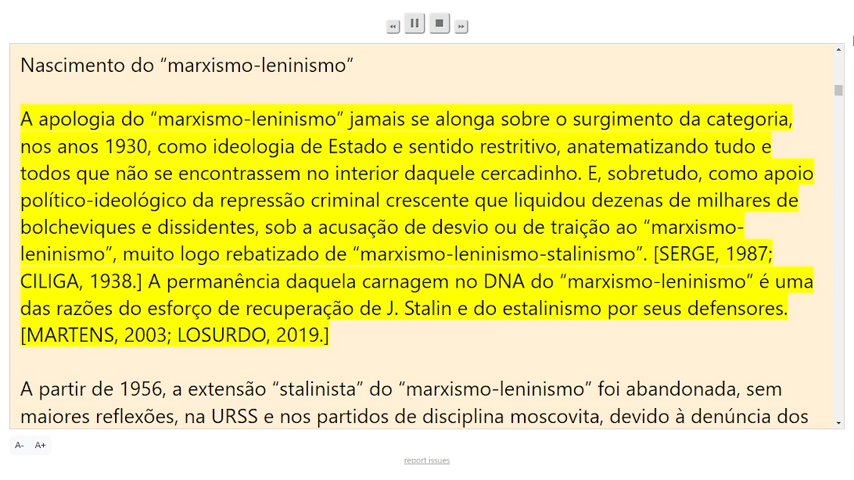 Nascimento do “marxismo-leninismo”
A apologia do “marxismo-leninismo” jamais se alonga sobre o surgimento da categoria,
nos anos 1930, como ideologia de Estado e sentido restritivo, anatematizando tudo e
todos que não se encontrassem no interior daquele cercadinho. E, sobretudo, como apoio
político-ideológico da repressão criminal crescente que liquidou dezenas de milhares de
bolcheviques e dissidentes, sob a acusação de desvio ou de traição ao “marxismo-
leninismo”, muito logo rebatizado de “marxismo-leninismo-stalinismo”. [SERGE, 1987;
CILIGA, 1938.] A permanência daquela carnagem no DNA do “marxismo-leninismo” é uma
das razões do esforço de recuperação de J. Stalin e do estalinismo por seus defensores.
[MARTENS, 2003; LOSURDO, 2019.]
A partir de 1956, a extensão “stalinista” do “marxismo-leninismo” foi abandonada, sem
maiores reflexões, na URSS e nos partidos de disciplina moscovita, devido à denúncia dos
A- A+
report issues